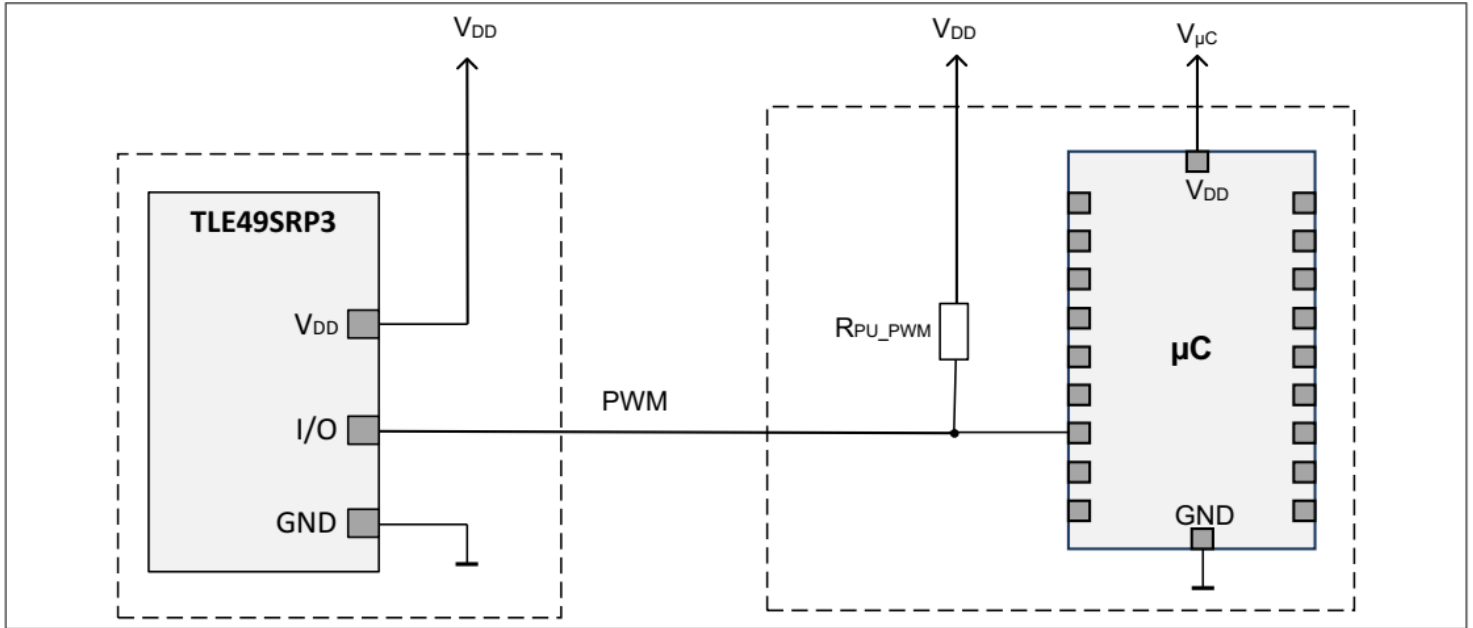 VDD
VDD
VµC
TLE49SRP3
VDD
VDD
RPU_PWM
µC
PWM
I/O
GND
GND